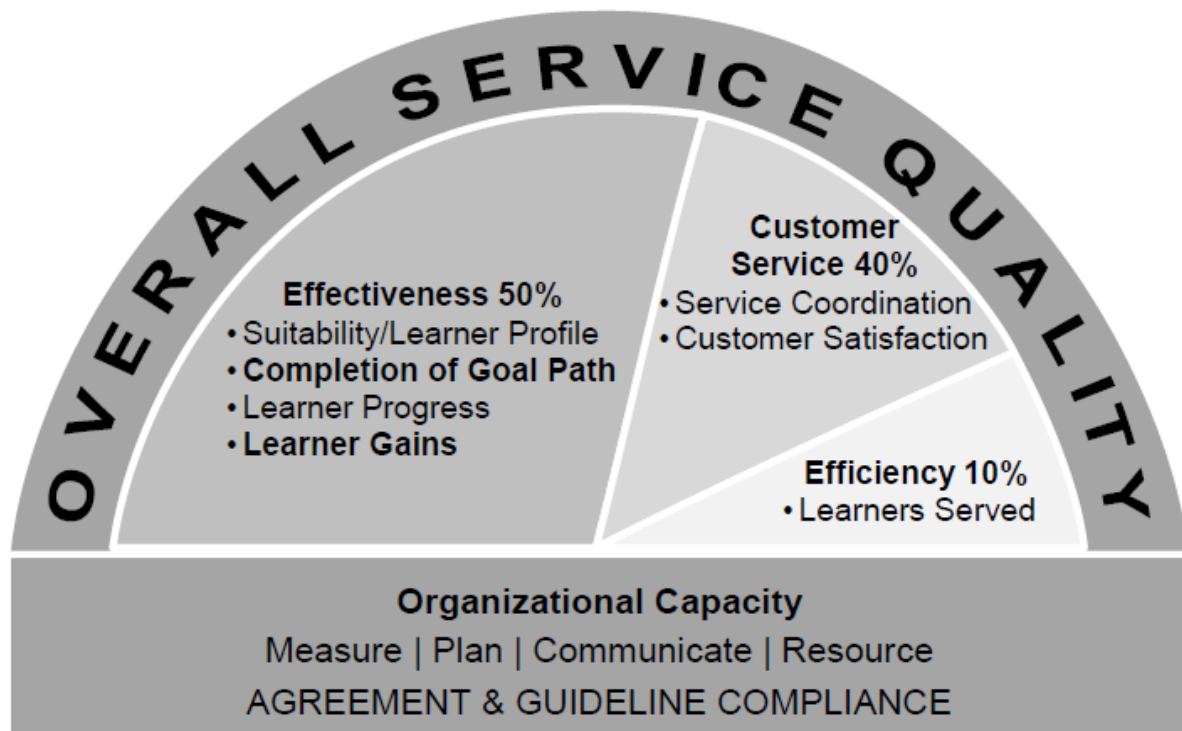 OVERALL SERVICE QUALITY
Effectiveness 50%
• Suitability/Learner Profile
• Completion of Goal Path
• Learner Progress
• Learner Gains
Customer
Service 40%
• Service Coordination
• Customer Satisfaction
Efficiency 10%
• Learners Served
Organizational Capacity
Measure | Plan | Communicate | Resource
AGREEMENT & GUIDELINE COMPLIANCE